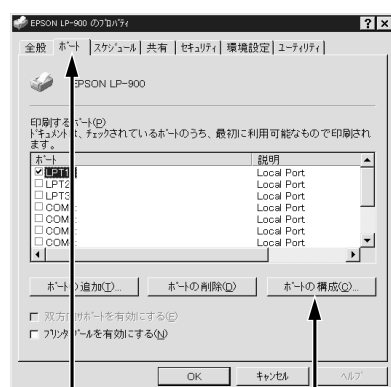 EPSON LP-900 のプロパティ
全般 ポート スケジュール 共有 セキュリティ 環境設定 ユーティリティ
EPSON LP-900
印刷するポート(P)
ドキュメントは、チェックされているポートのうち、最初に利用可能なもので印刷され
ます。
ポート 説明
LPT1 Local Port
LPT2 Local Port
LPT3 Local Port
COM Local Port
COM Local Port
COM Local Port
COM Local Port
ポートの追加(T)... ポートの削除(D) ポートの構成(C)...
双方向サポートを有効にする(E)
プリンタプールを有効にする(N)
OK キャンセル ヘルプ